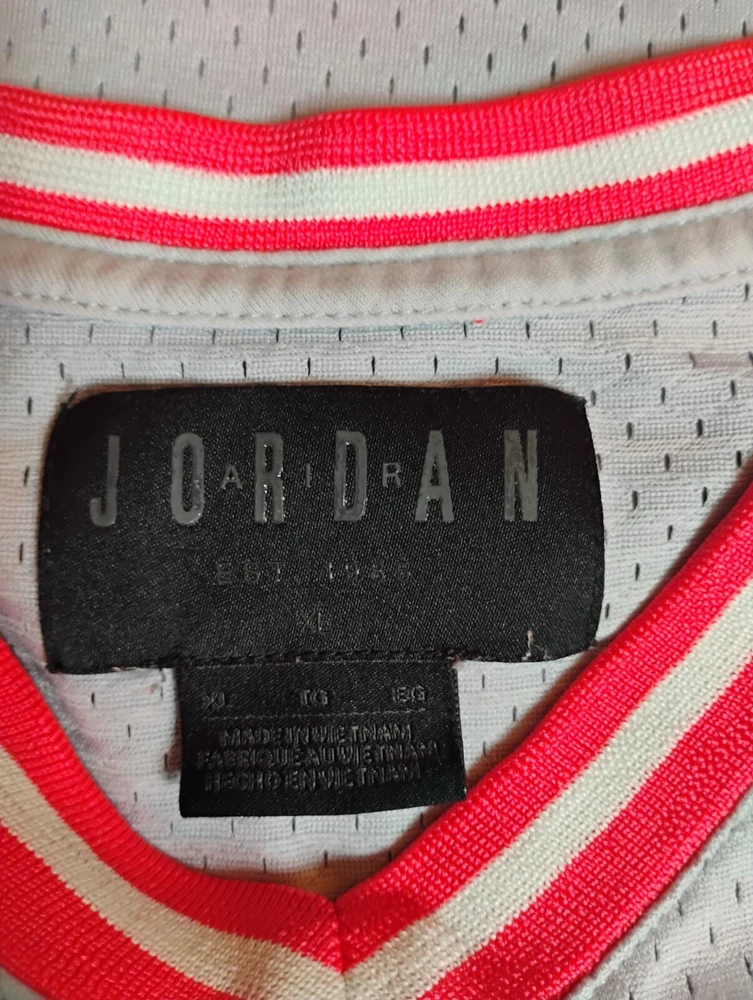 JORDAN
AIR
EST. 1985
XL
XL TG EG
MADE IN VIETNAM
FABRIQUE AU VIETNAM
HECHO EN VIETNAM